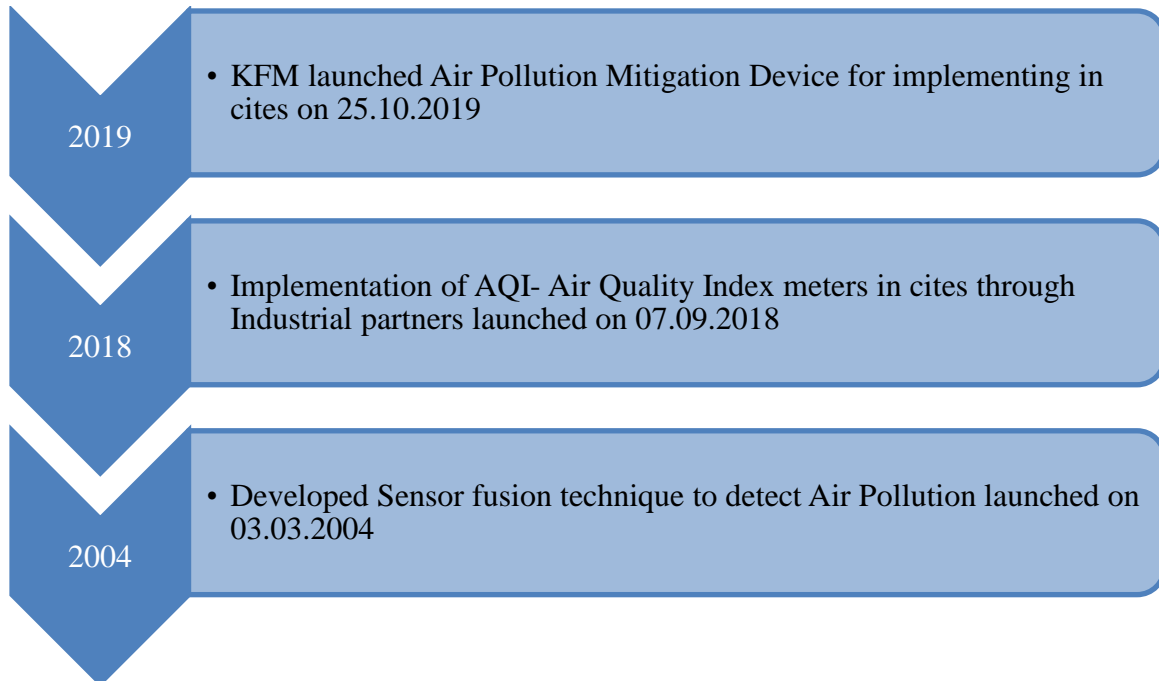 2019
• KFM launched Air Pollution Mitigation Device for implementing in
cites on 25.10.2019
2018
• Implementation of AQI- Air Quality Index meters in cites through
Industrial partners launched on 07.09.2018
2004
• Developed Sensor fusion technique to detect Air Pollution launched on
03.03.2004